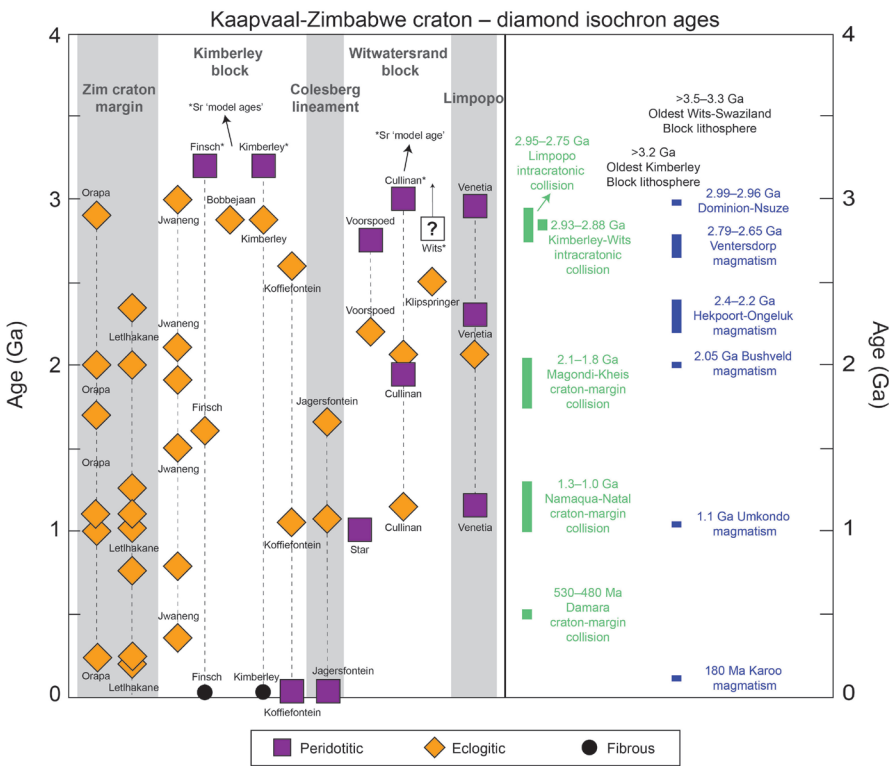 Kaapvaal-Zimbabwe craton – diamond isochron ages
4
4
Kimberley
block
Witwatersrand
block
Zim craton
margin
Colesberg
lineament
Limpopo
*Sr ‘model ages’
*Sr ‘model age’
Finsch*
Kimberley*
Cullinan*
Venetia
Orapa
Jwaneng
Bobbejaan
Kimberley
Voorspoed
?
Wits*
3
3
Koffiefontein
Klipspringer
Letlhakane
Jwaneng
Voorspoed
Venetia
2
2
Orapa
Finsch
Jagersfontein
Cullinan
Orapa
Jwaneng
Letlhakane
Koffiefontein
Star
Cullinan
Venetia
1
1
Jwaneng
Orapa
Letlhakane
Finsch
Kimberley
Koffiefontein
Jagersfontein
0
0
Age (Ga)
Age (Ga)
>3.5–3.3 Ga
Oldest Wits-Swaziland
Block lithosphere
>3.2 Ga
Oldest Kimberley
Block lithosphere
2.95–2.75 Ga
Limpopo
intracratonic
collision
2.93–2.88 Ga
Kimberley-Wits
intracratonic
collision
2.99–2.96 Ga
Dominion-Nsuze
2.79–2.65 Ga
Ventersdorp
magmatism
2.4–2.2 Ga
Hekpoort-Ongeluk
magmatism
2.05 Ga Bushveld
magmatism
2.1–1.8 Ga
Magondi-Kheis
craton-margin
collision
1.3–1.0 Ga
Namaqua-Natal
craton-margin
collision
1.1 Ga Umkondo
magmatism
530–480 Ma
Damara
craton-margin
collision
180 Ma Karoo
magmatism
Peridotitic
Eclogitic
Fibrous